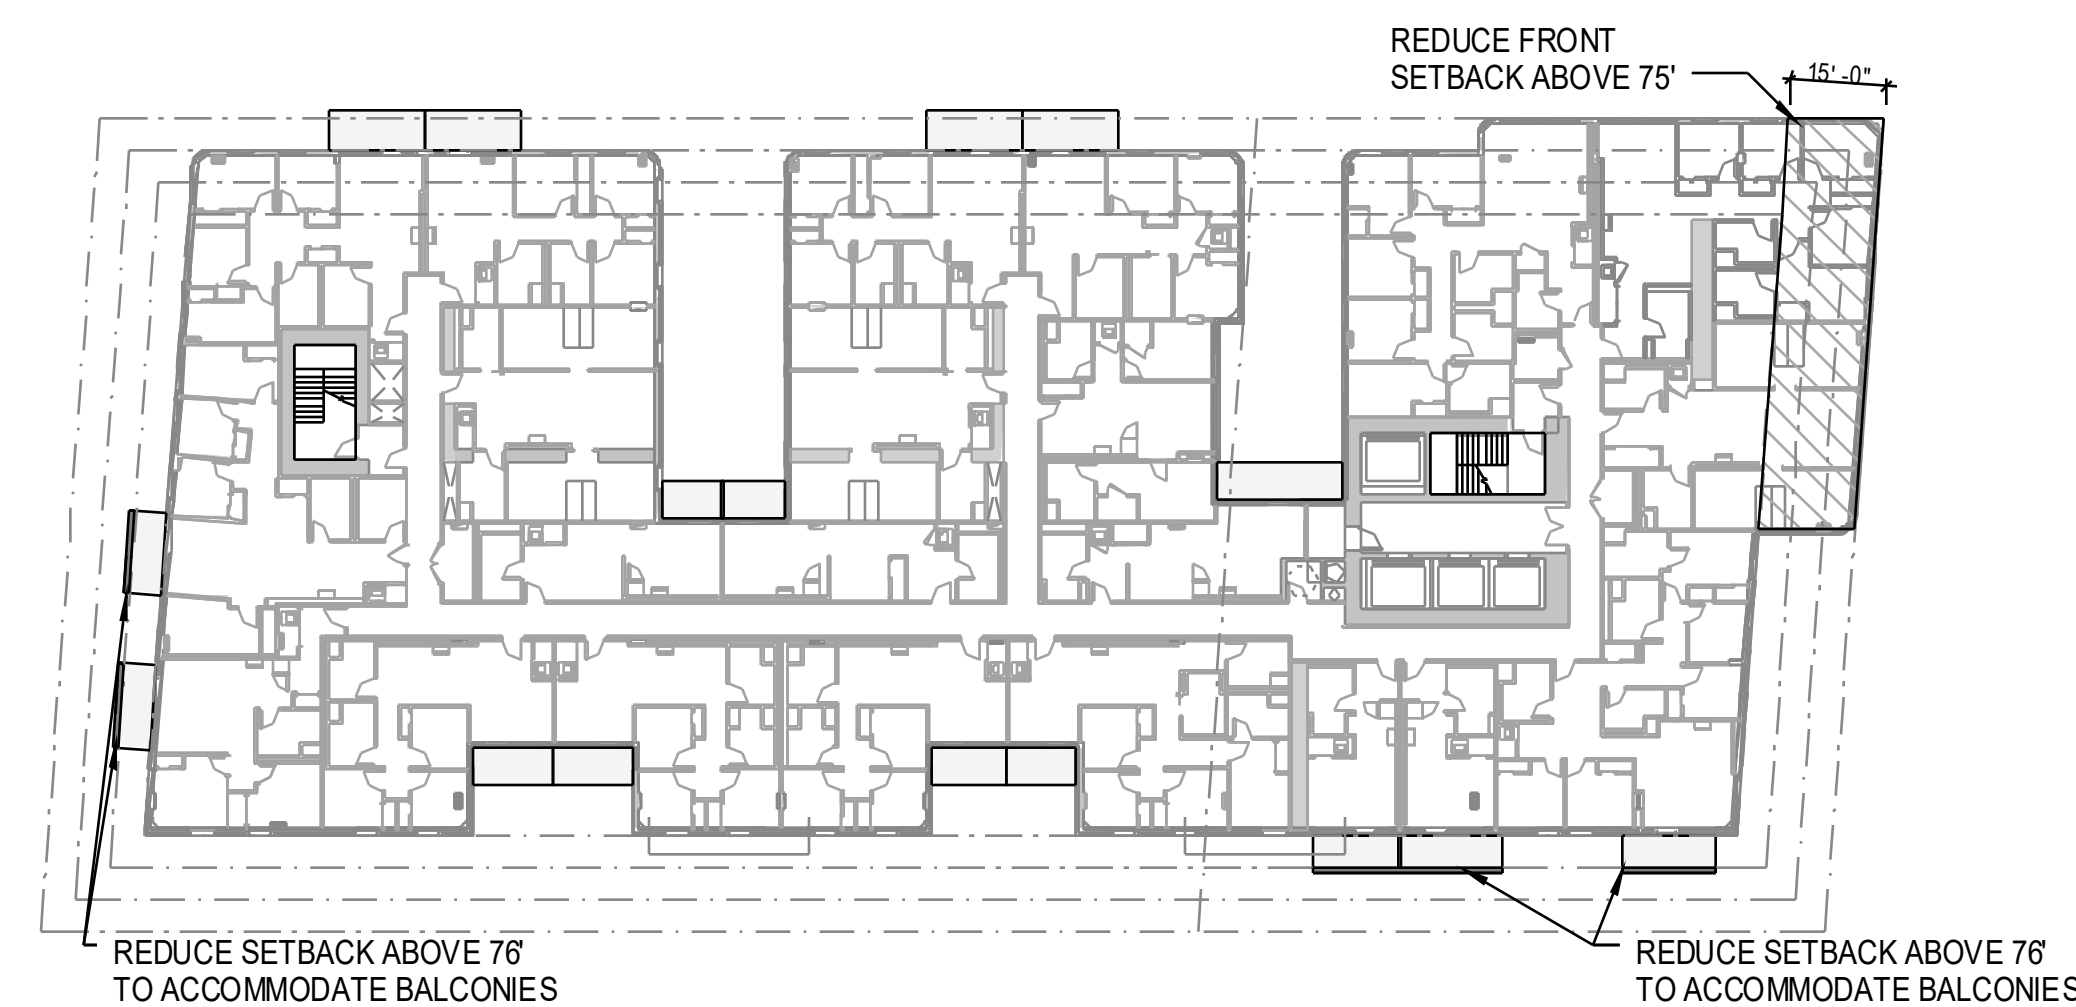 REDUCE FRONT
SETBACK ABOVE 75'
15' -0"
REDUCE SETBACK ABOVE 76'
TO ACCOMMODATE BALCONIES
REDUCE SETBACK ABOVE 76'
TO ACCOMMODATE BALCONIES